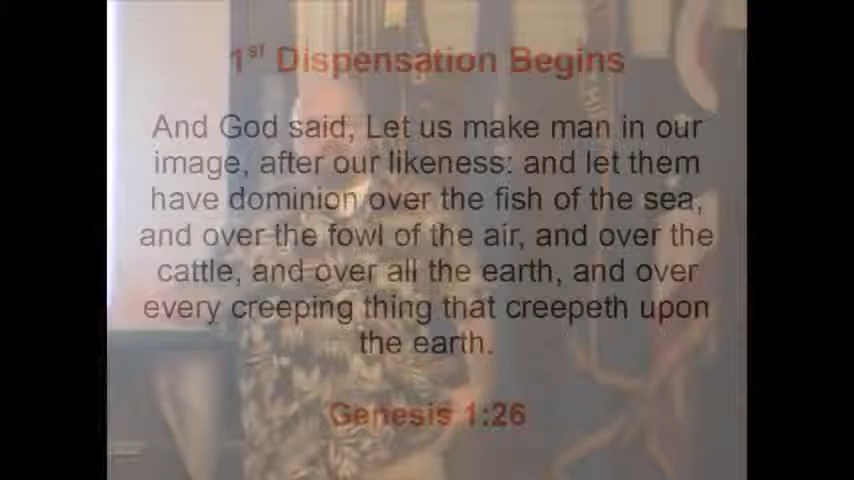 1st Dispensation Begins
And God said, Let us make man in our
image, after our likeness: and let them
have dominion over the fish of the sea,
and over the fowl of the air, and over the
cattle, and over all the earth, and over
every creeping thing that creepeth upon
the earth.
Genesis 1:26